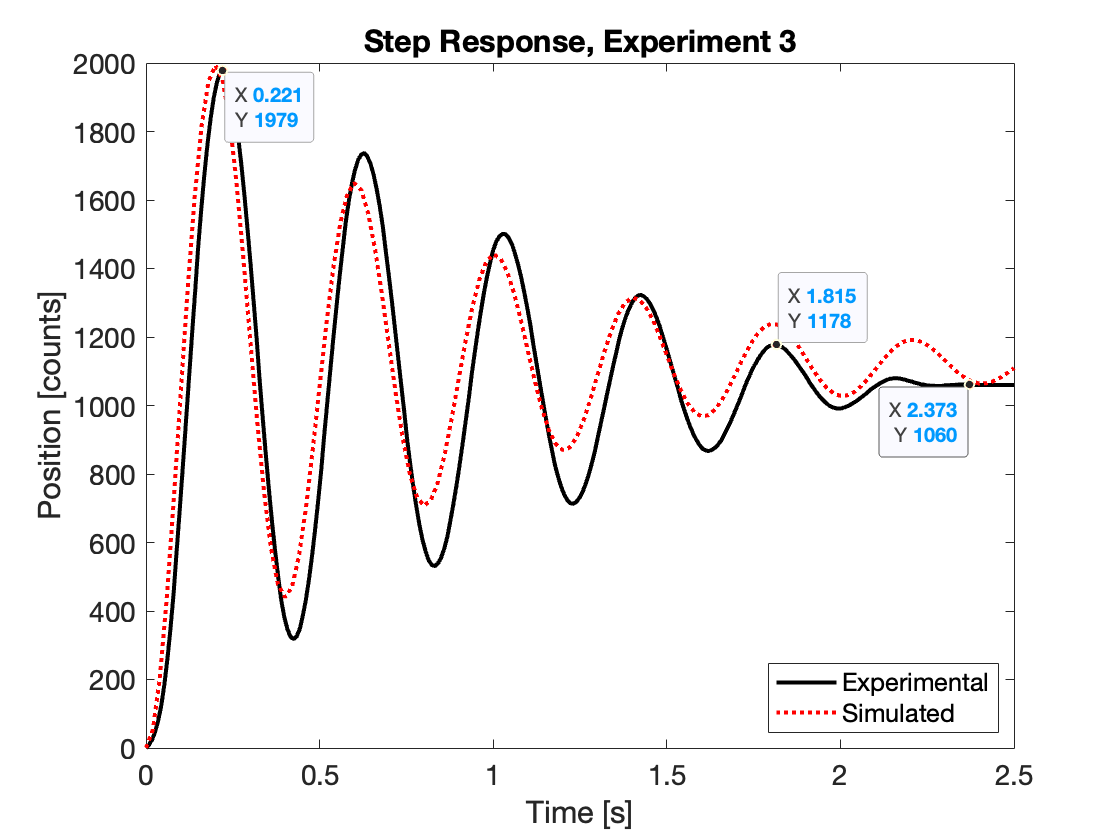 Step Response, Experiment 3
Position [counts]
2000
1800
1600
1400
1200
1000
800
600
400
200
0
X 0.221
Y 1979
X 1.815
Y 1178
X 2.373
Y 1060
Experimental
Simulated
0 0.5 1 1.5 2 2.5
Time [s]